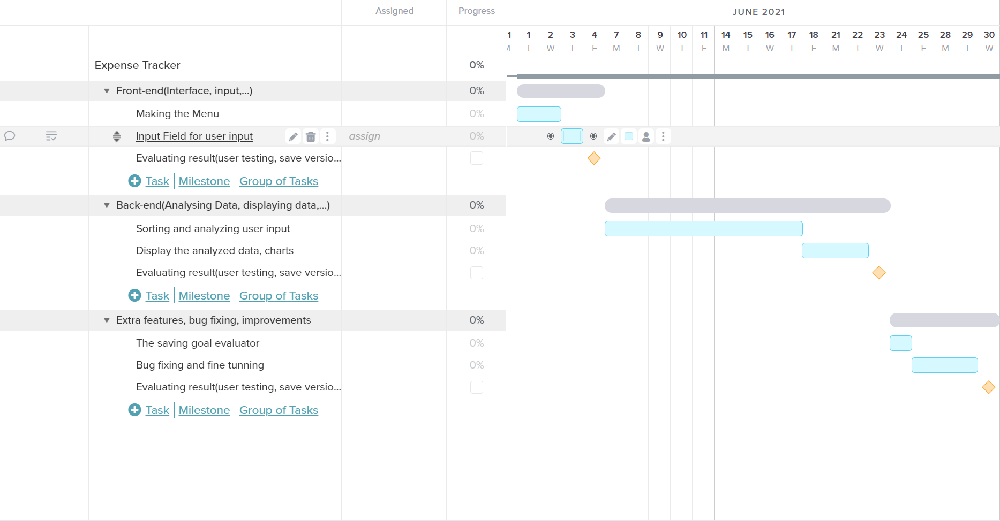 Assigned Progress JUNE 2021
1 1 2 3 4 7 8 9 10 11 14 15 16 17 18 21 22 23 24 25 28 29 30
M T W T F M T W T F M T W T F M T W T F M T W
Expense Tracker 0%
Front-end(Interface, input,...) 0%
Making the Menu 0%
Input Field for user input assign 0%
Evaluating result(user testing, save versio...
Task Milestone Group of Tasks
Back-end(Analysing Data, displaying data,...) 0%
Sorting and analyzing user input 0%
Display the analyzed data, charts 0%
Evaluating result(user testing, save versio...
Task Milestone Group of Tasks
Extra features, bug fixing, improvements 0%
The saving goal evaluator 0%
Bug fixing and fine tunning 0%
Evaluating result(user testing, save versio...
Task Milestone Group of Tasks